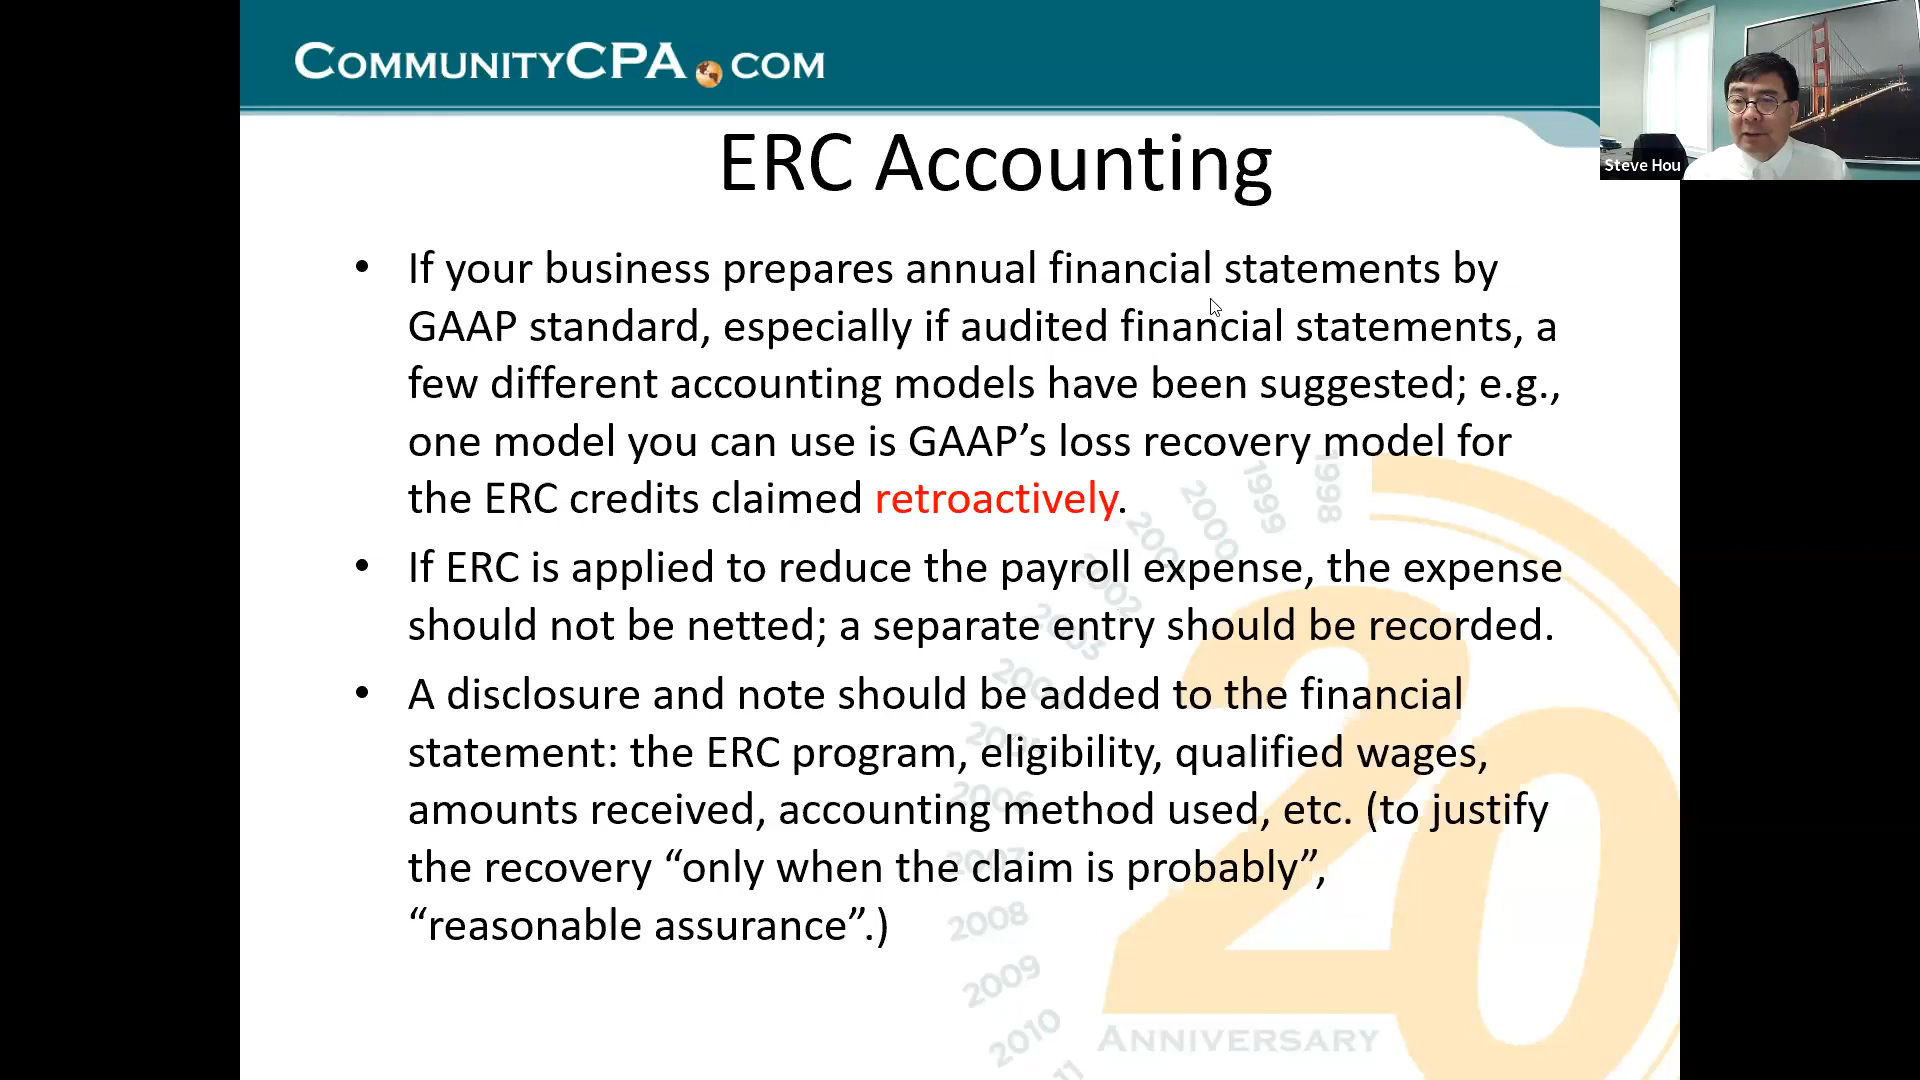 COMMUNITYCPA.COM
Steve Hou
ERC Accounting
• If your business prepares annual financial statements by
GAAP standard, especially if audited financial statements, a
few different accounting models have been suggested; e.g.,
one model you can use is GAAP’s loss recovery model for
the ERC credits claimed retroactively.
• If ERC is applied to reduce the payroll expense, the expense
should not be netted; a separate entry should be recorded.
• A disclosure and note should be added to the financial
statement: the ERC program, eligibility, qualified wages,
amounts received, accounting method used, etc. (to justify
the recovery “only when the claim is probably”,
“reasonable assurance”.)
1998
1999
2000
2002
2003
2006
2007
2008
2009
2010
20
ANNIVERSARY